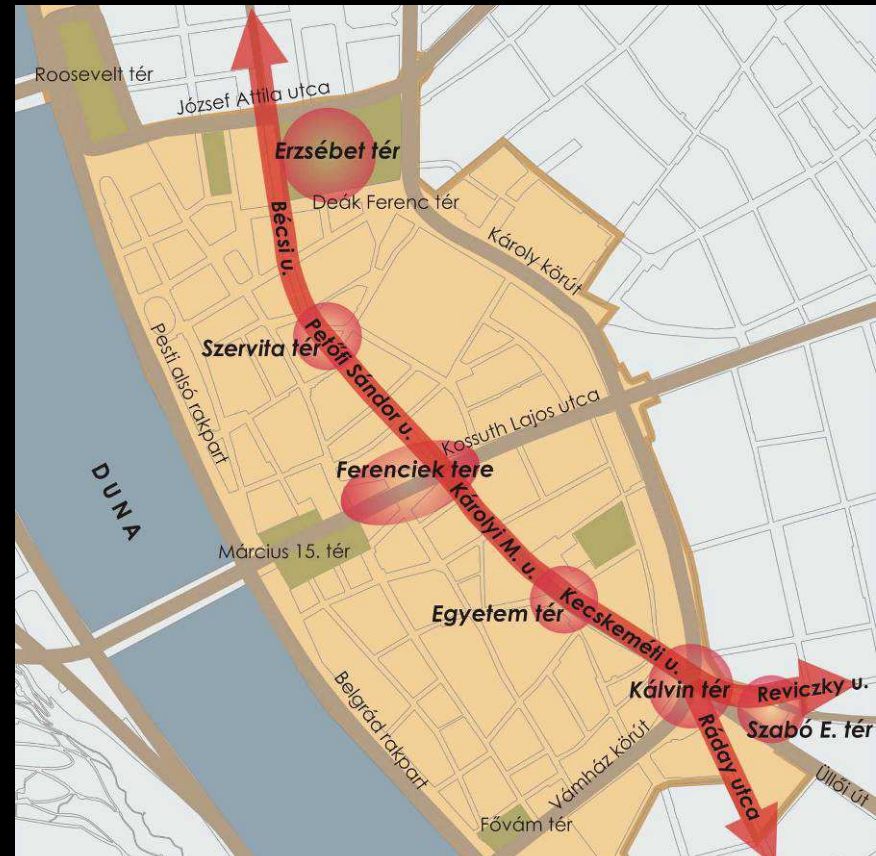 Roosevelt tér
József Attila utca
Erzsébet tér
Deák Ferenc tér
Bécsi u.
Károly körút
Szervita tér
Petőfi Sándor u.
Pesti alsó rakpart
Kossuth Lajos utca
Ferenciek tere
DUNA
Károlyi M. u.
Március 15. tér
Egyetem tér
Kecskeméti u.
Kálvin tér
Reviczky u.
Szabó E. tér
Belgrád rakpart
Ráday utca
Vámház körút
Üllői út
Fővám tér